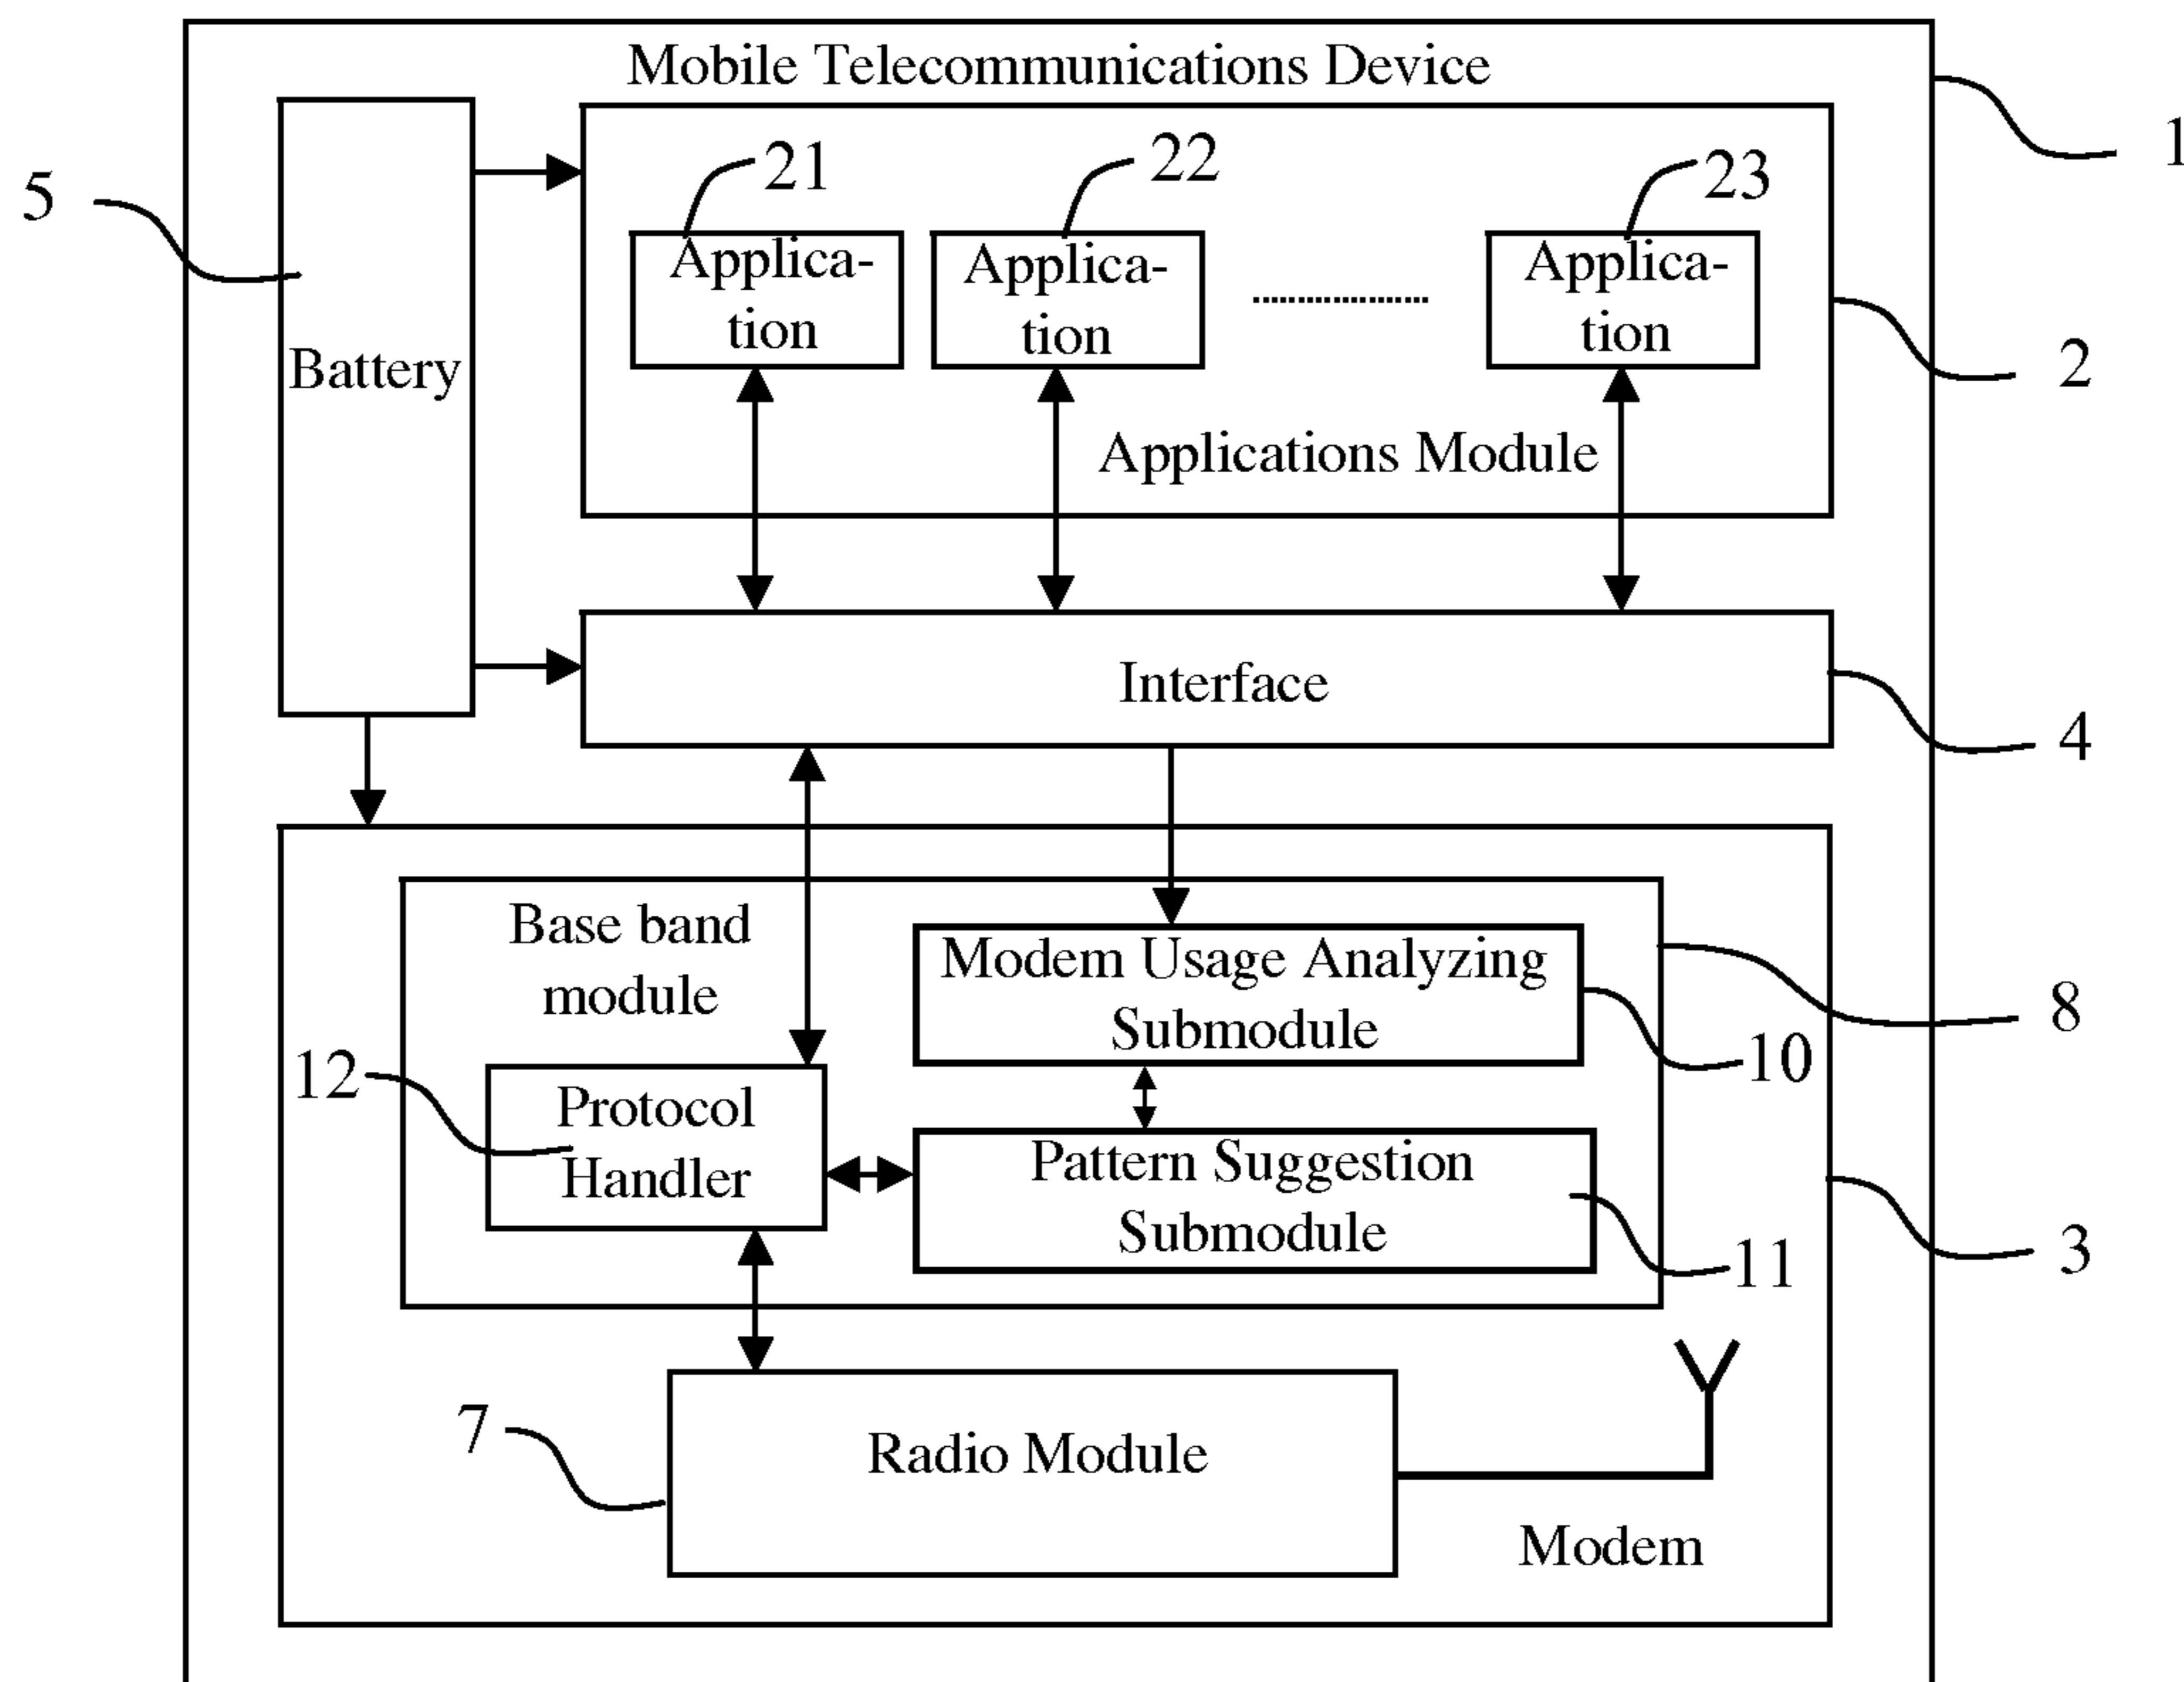 Mobile Telecommunications Device
1
5
21
22
23
Applica-
tion
Applica-
tion
Applica-
tion
Battery
2
Applications Module
Interface
4
Base band
module
Modem Usage Analyzing
Submodule
8
10
12
Protocol
Handler
Pattern Suggestion
Submodule
11
3
7
Radio Module
Modem